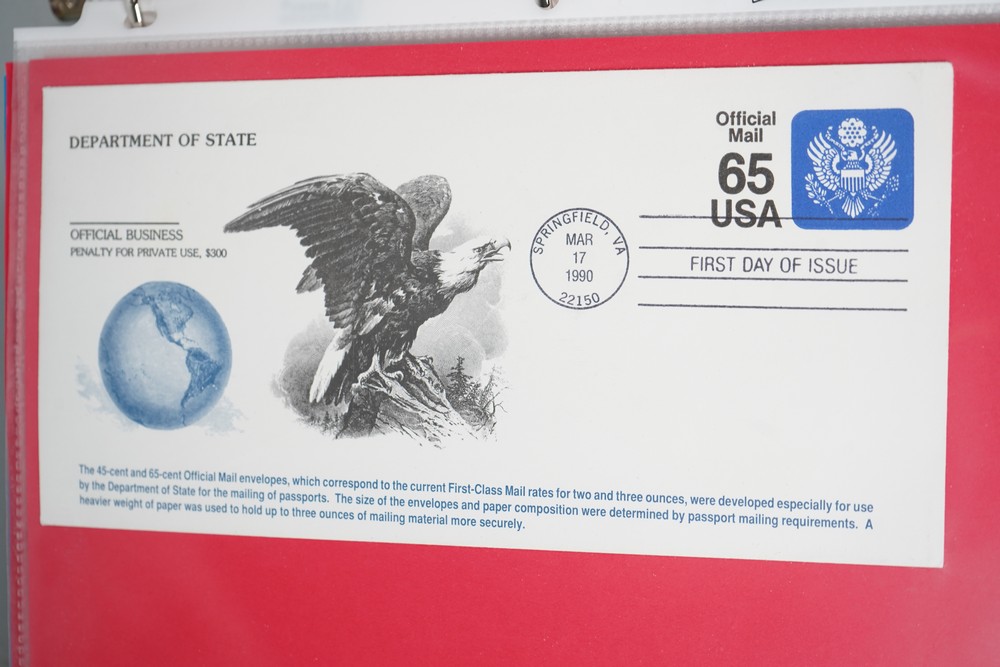 DEPARTMENT OF STATE
OFFICIAL BUSINESS
PENALTY FOR PRIVATE USE, $300
Official
Mail
65
USA
SPRINGFIELD, VA
MAR
17
1990
22150
FIRST DAY OF ISSUE
The 45-cent and 65-cent Official Mail envelopes, which correspond to the current First-Class Mail rates for two and three ounces, were developed especially for use
by the Department of State for the mailing of passports. The size of the envelopes and paper composition were determined by passport mailing requirements. A
heavier weight of paper was used to hold up to three ounces of mailing material more securely.